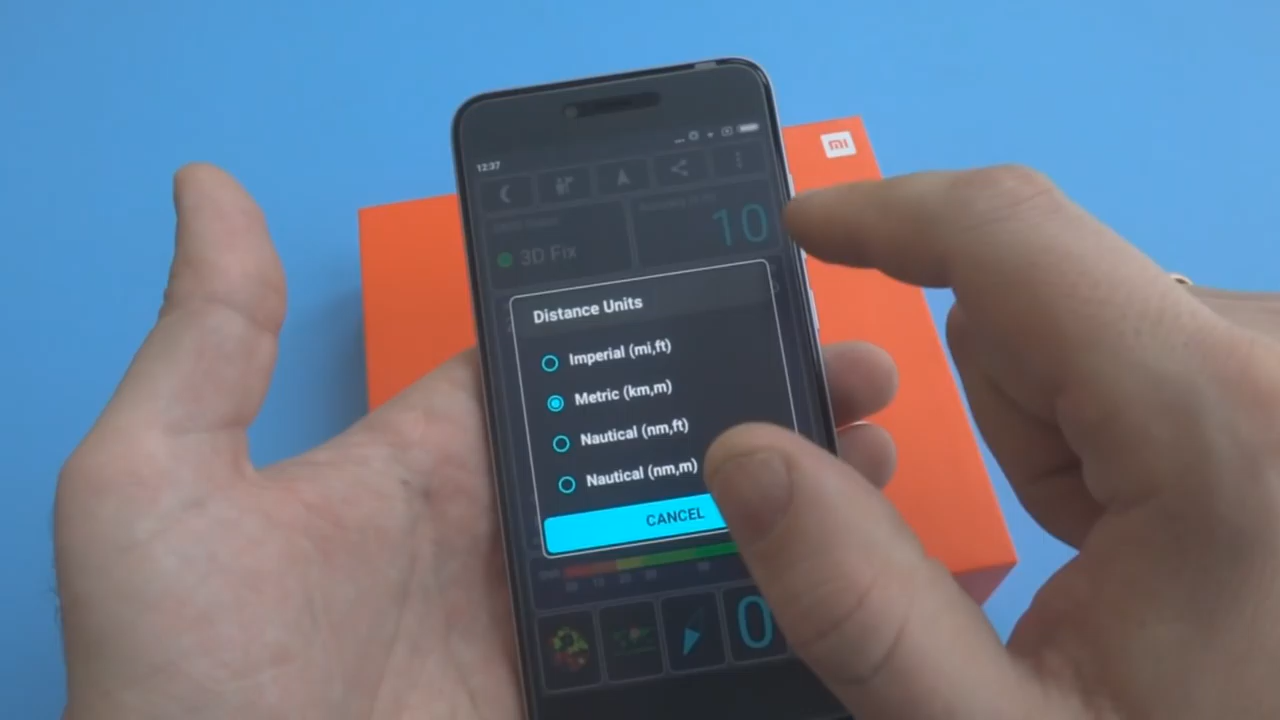 mi
12:37
10
3D Fix
Distance Units
Imperial (mi,ft)
Metric (km,m)
Nautical (nm,ft)
Nautical (nm,m)
CANCEL
0